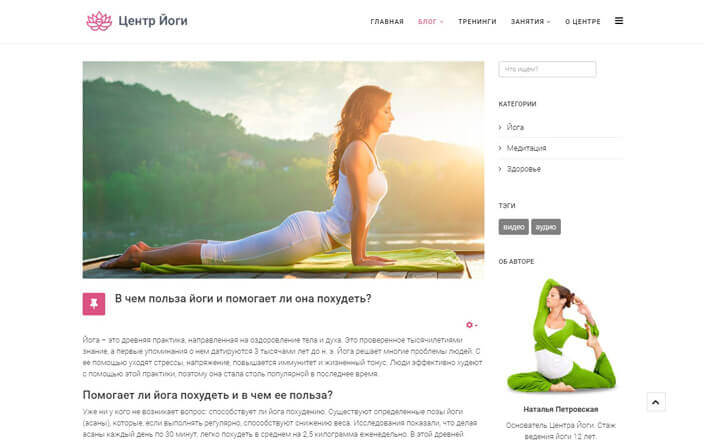 Центр Йоги
ГЛАВНАЯ БЛОГ ТРЕНИНГИ ЗАНЯТИЯ О ЦЕНТРЕ
Что ищем?
КАТЕГОРИИ
Йога
Медитация
Здоровье
ТЭГИ
видео аудио
ОБ АВТОРЕ
Наталья Петровская
Основатель Центра Йоги. Стаж
ведения йоги 12 лет.
В чем польза йоги и помогает ли она похудеть?
Йога – это древняя практика, направленная на оздоровление тела и духа. Это проверенное тысячилетиями
знание, а первые упоминания о нем датируются 3 тысячами лет до н. э. Йога решает многие проблемы людей. С
ее помощью уходят стрессы, напряжение, повышается иммунитет и жизненный тонус. Люди эффективно худеют
с помощью этой практики, поэтому она стала столь популярной в последнее время.
Помогает ли йога похудеть и в чем ее польза?
Уже ни у кого не возникает вопрос: способствует ли йога похудению. Существуют определенные позы йоги
(асаны), которые, если выполнять регулярно, способствуют снижению веса. Исследования показали, что делая
асаны каждый день по 30 минут, легко похудеть в среднем на 2,5 килограмма еженедельно. В этой древней